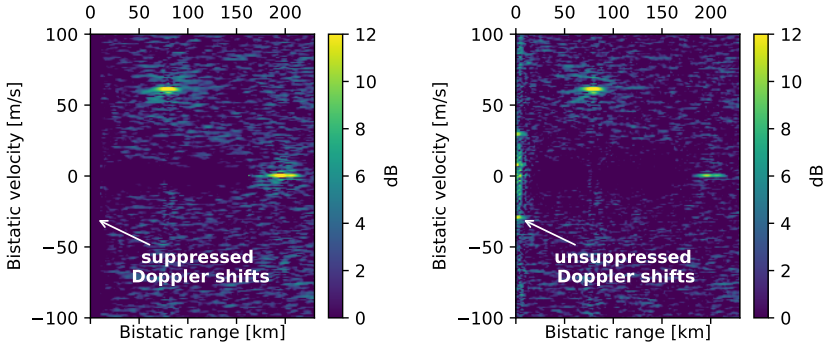 0 50 100 150 200
100
50
0
−50
−100
Bistatic velocity [m/s]
suppressed
Doppler shifts
Bistatic range [km]
12
10
8
6
4
2
0
dB
0 50 100 150 200
100
50
0
−50
−100
Bistatic velocity [m/s]
unsuppressed
Doppler shifts
Bistatic range [km]
12
10
8
6
4
2
0
dB